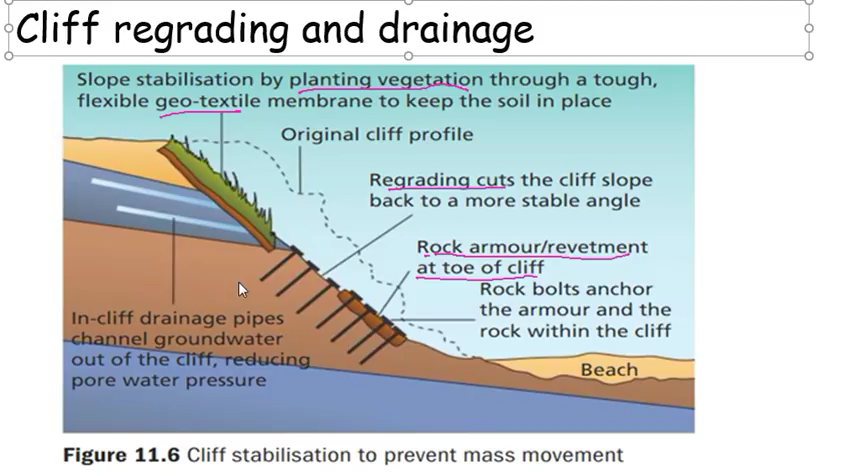 Cliff regrading and drainage
Slope stabilisation by planting vegetation through a tough,
flexible geo-textile membrane to keep the soil in place
Original cliff profile
Regrading cuts the cliff slope
back to a more stable angle
Rock armour/revetment
at toe of cliff
Rock bolts anchor
the armour and the
rock within the cliff
In-cliff drainage pipes
channel groundwater
out of the cliff, reducing
pore water pressure
Beach
Figure 11.6 Cliff stabilisation to prevent mass movement